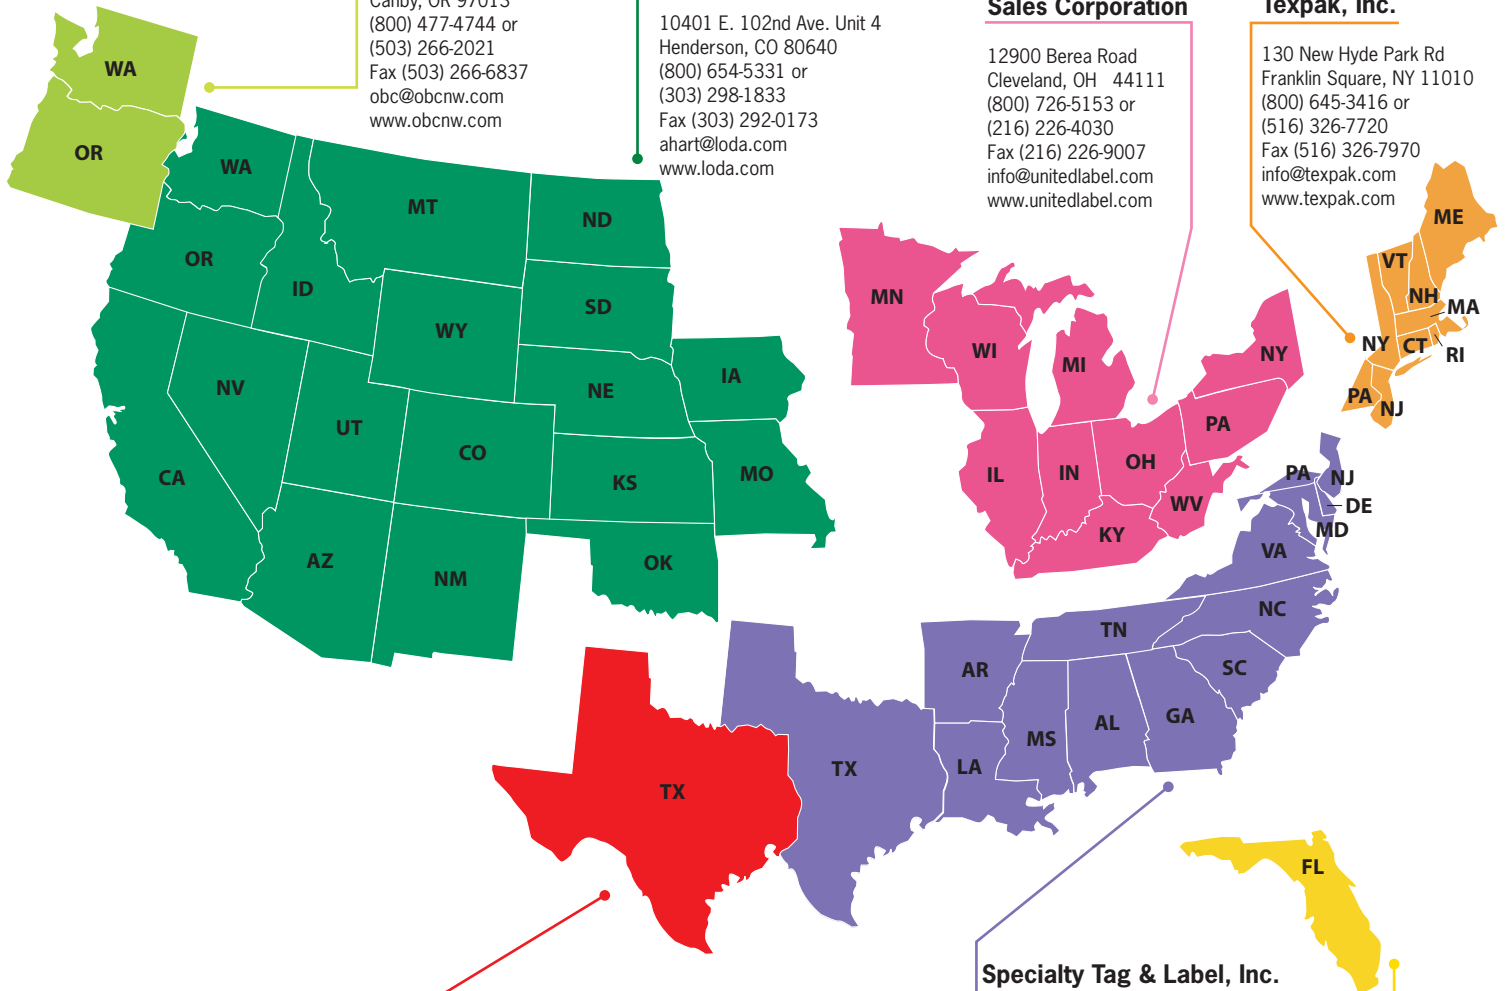 Canby, OR 97013
(800) 477-4744 or
(503) 266-2021
Fax (503) 266-6837
obc@obcnw.com
www.obcnw.com
10401 E. 102nd Ave. Unit 4
Henderson, CO 80640
(800) 654-5331 or
(303) 298-1833
Fax (303) 292-0173
ahart@loda.com
www.loda.com
Sales Corporation
12900 Berea Road
Cleveland, OH 44111
(800) 726-5153 or
(216) 226-4030
Fax (216) 226-9007
info@unitedlabel.com
www.unitedlabel.com
Texpak, Inc.
130 New Hyde Park Rd
Franklin Square, NY 11010
(800) 645-3416 or
(516) 326-7720
Fax (516) 326-7970
info@texpak.com
www.texpak.com
WA
OR
WA
OR
ID
MT
ND
SD
WY
NE
IA
NV
UT
CO
KS
MO
CA
AZ
NM
OK
MN
WI
MI
NY
PA
IL
IN
OH
WV
KY
ME
VT
NH
MA
NY
CT
RI
PA
NJ
PA
NJ
DE
MD
VA
NC
TN
SC
AR
GA
AL
MS
LA
TX
TX
FL
Specialty Tag & Label, Inc.